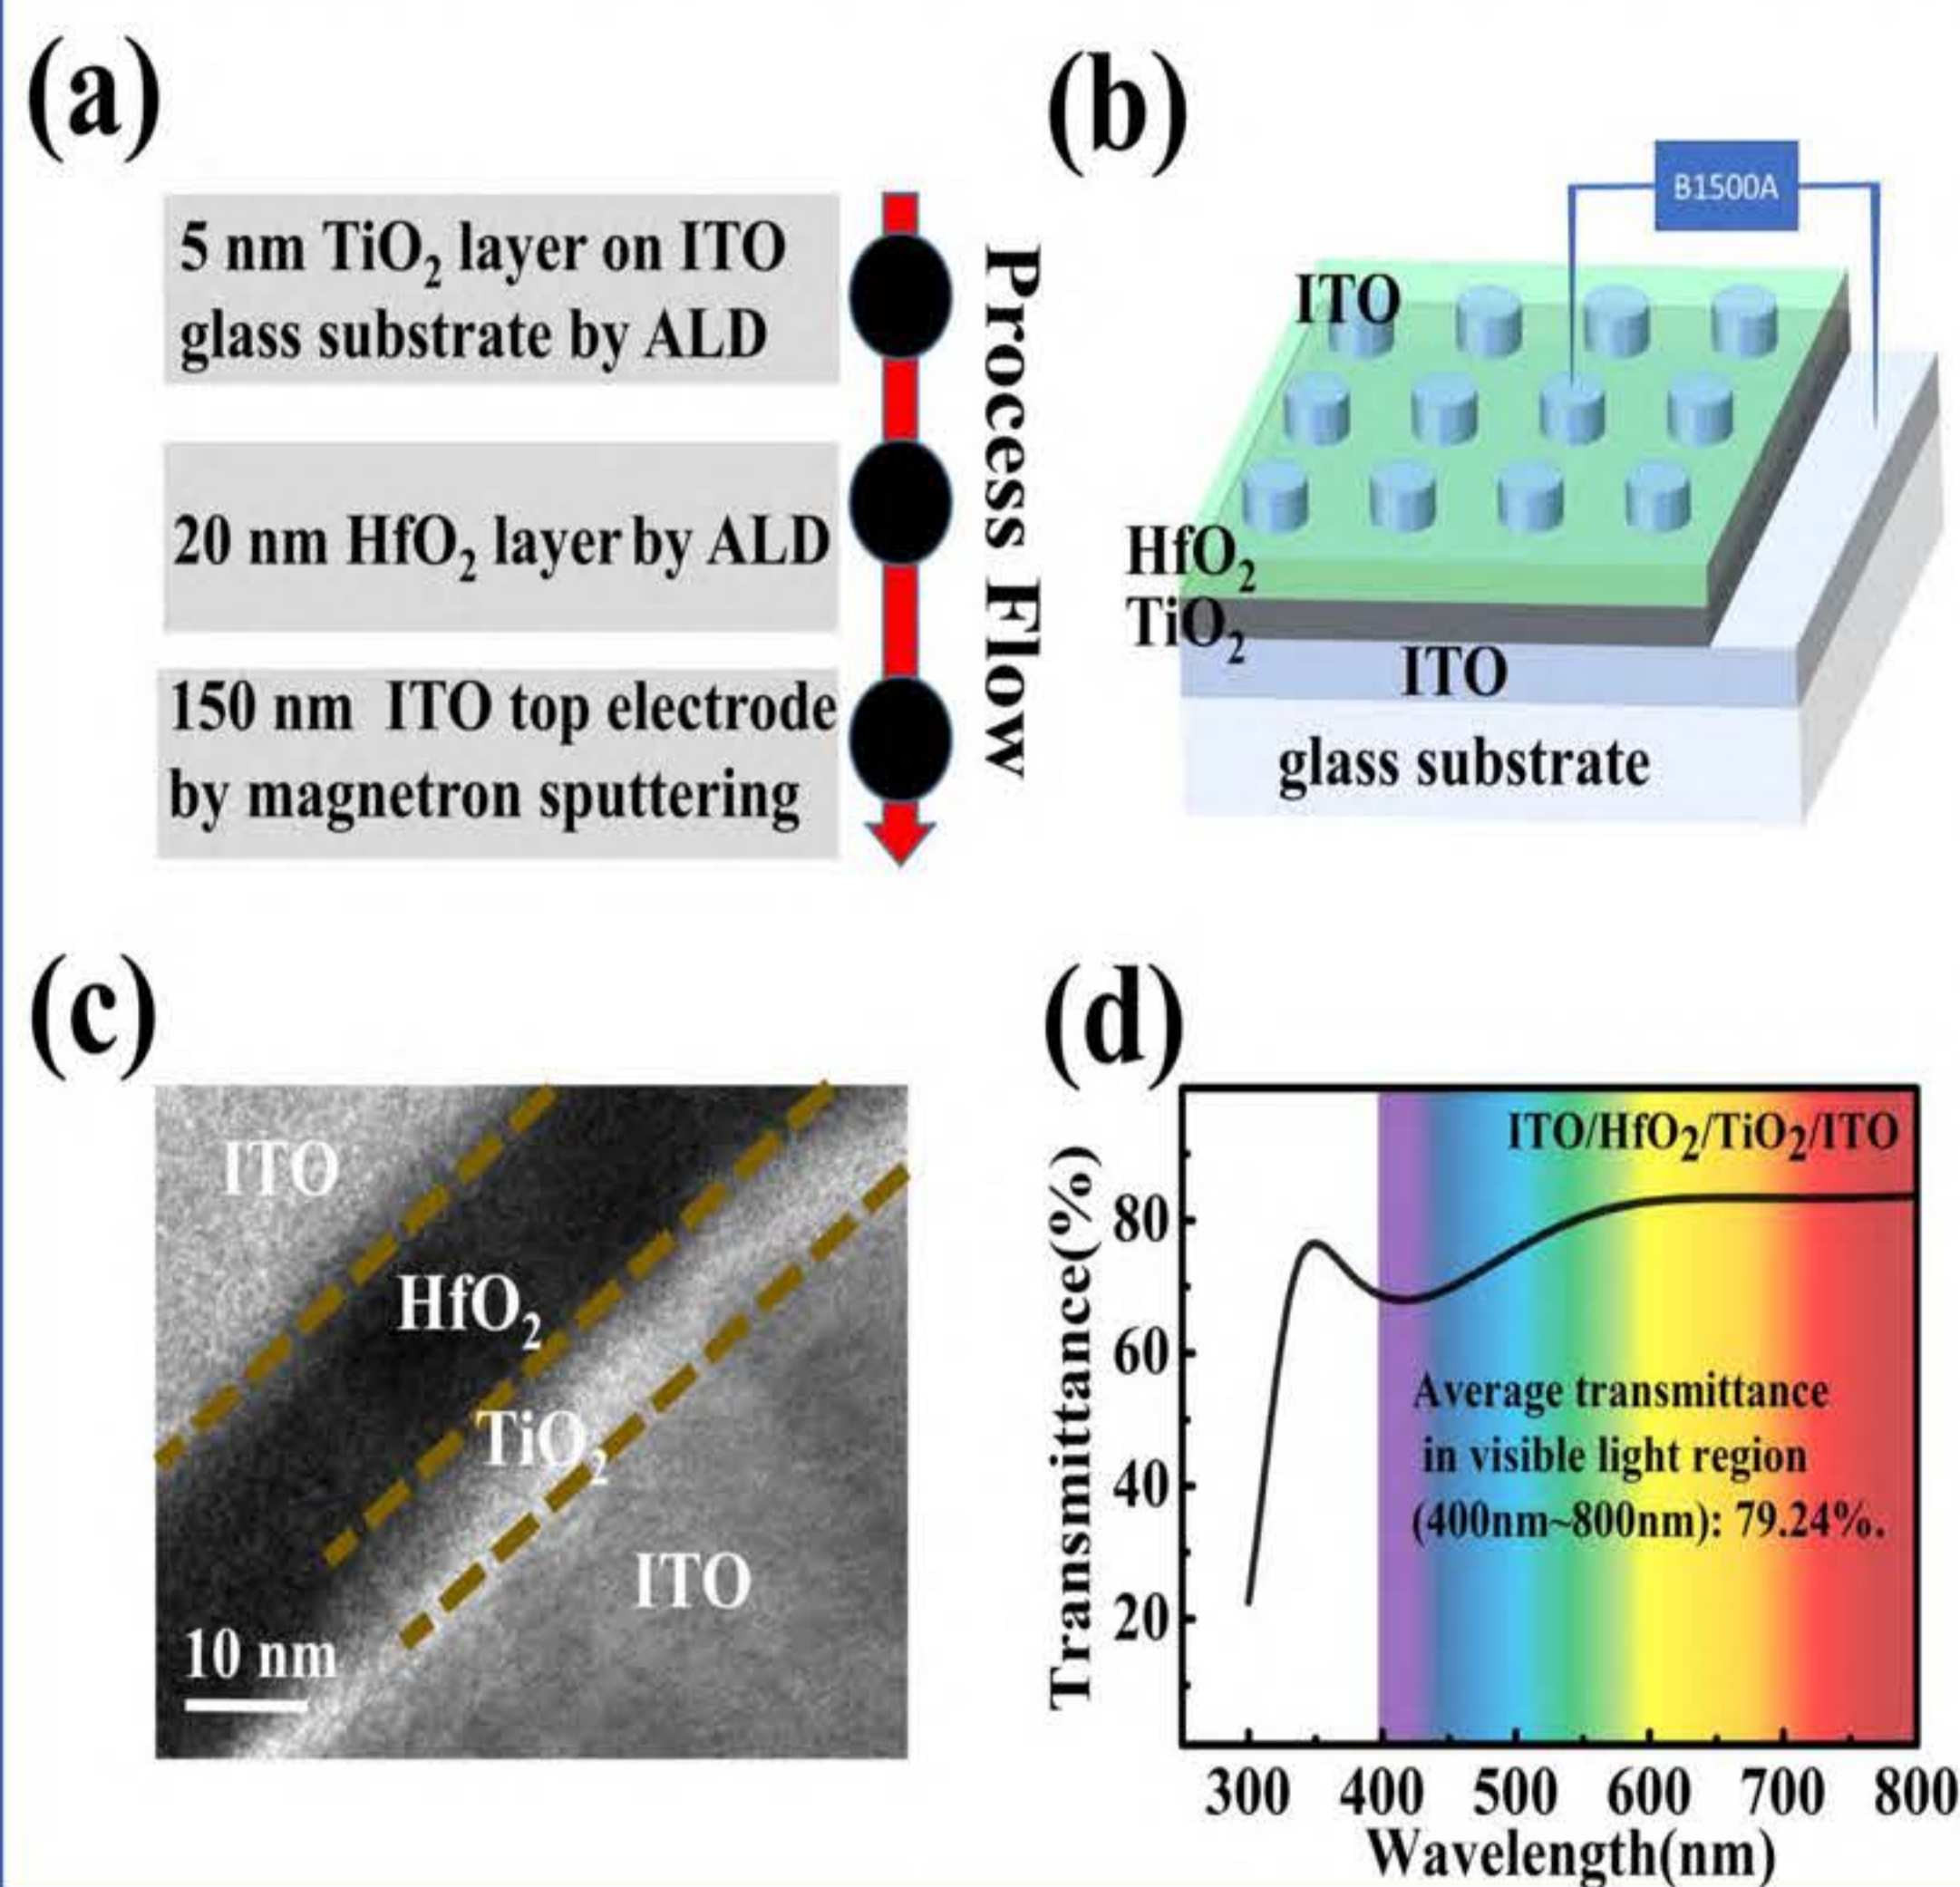 (a)
5 nm TiO₂ layer on ITO
glass substrate by ALD
20 nm HfO₂ layer by ALD
150 nm ITO top electrode
by magnetron sputtering
Process Flow
(b)
B1500A
ITO
HfO₂
TiO₂
ITO
glass substrate
(c)
ITO
HfO₂
TiO₂
ITO
10 nm
(d)
ITO/HfO₂/TiO₂/ITO
Average transmittance
in visible light region
(400nm~800nm): 79.24%.
Transmittance(%)
80
60
40
20
300 400 500 600 700 800
Wavelength(nm)